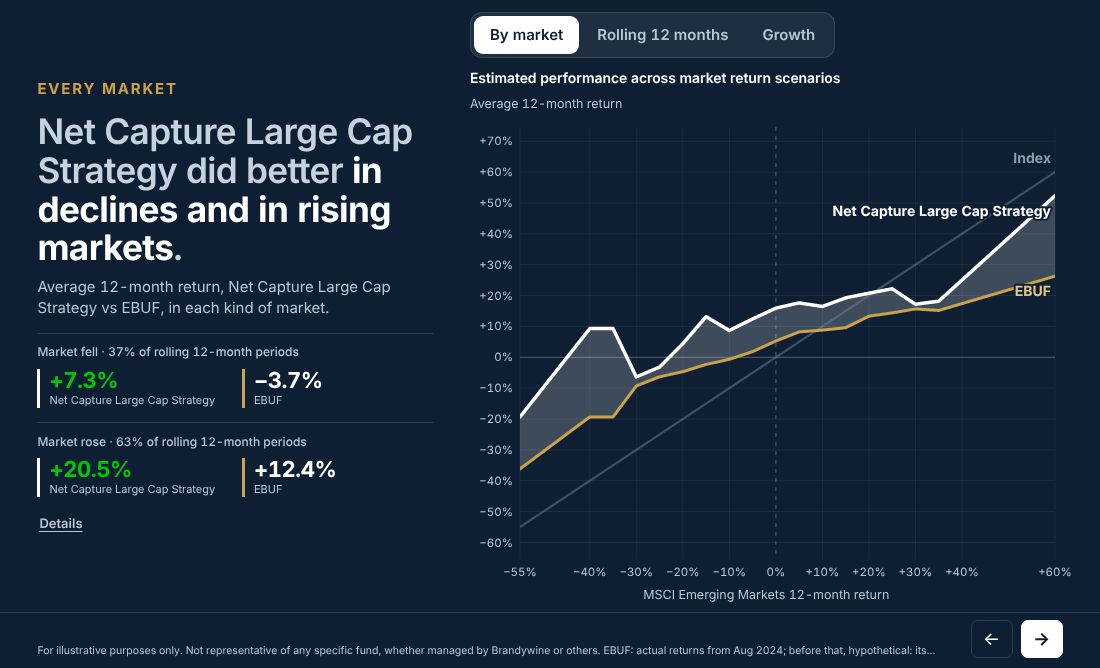 By market
Rolling 12 months
Growth
EVERY MARKET
Net Capture Large Cap
Strategy did better in
declines and in rising
markets.
Average 12-month return, Net Capture Large Cap
Strategy vs EBUF, in each kind of market.
Market fell · 37% of rolling 12-month periods
+7.3%
Net Capture Large Cap Strategy
−3.7%
EBUF
Market rose · 63% of rolling 12-month periods
+20.5%
Net Capture Large Cap Strategy
+12.4%
EBUF
Details
Estimated performance across market return scenarios
Average 12-month return
+70%
+60%
+50%
+40%
+30%
+20%
+10%
0%
−10%
−20%
−30%
−40%
−50%
−60%
Index
Net Capture Large Cap Strategy
EBUF
−55%
−40%
−30%
−20%
−10%
0%
+10%
+20%
+30%
+40%
+60%
MSCI Emerging Markets 12-month return
For illustrative purposes only. Not representative of any specific fund, whether managed by Brandywine or others. EBUF: actual returns from Aug 2024; before that, hypothetical: its…